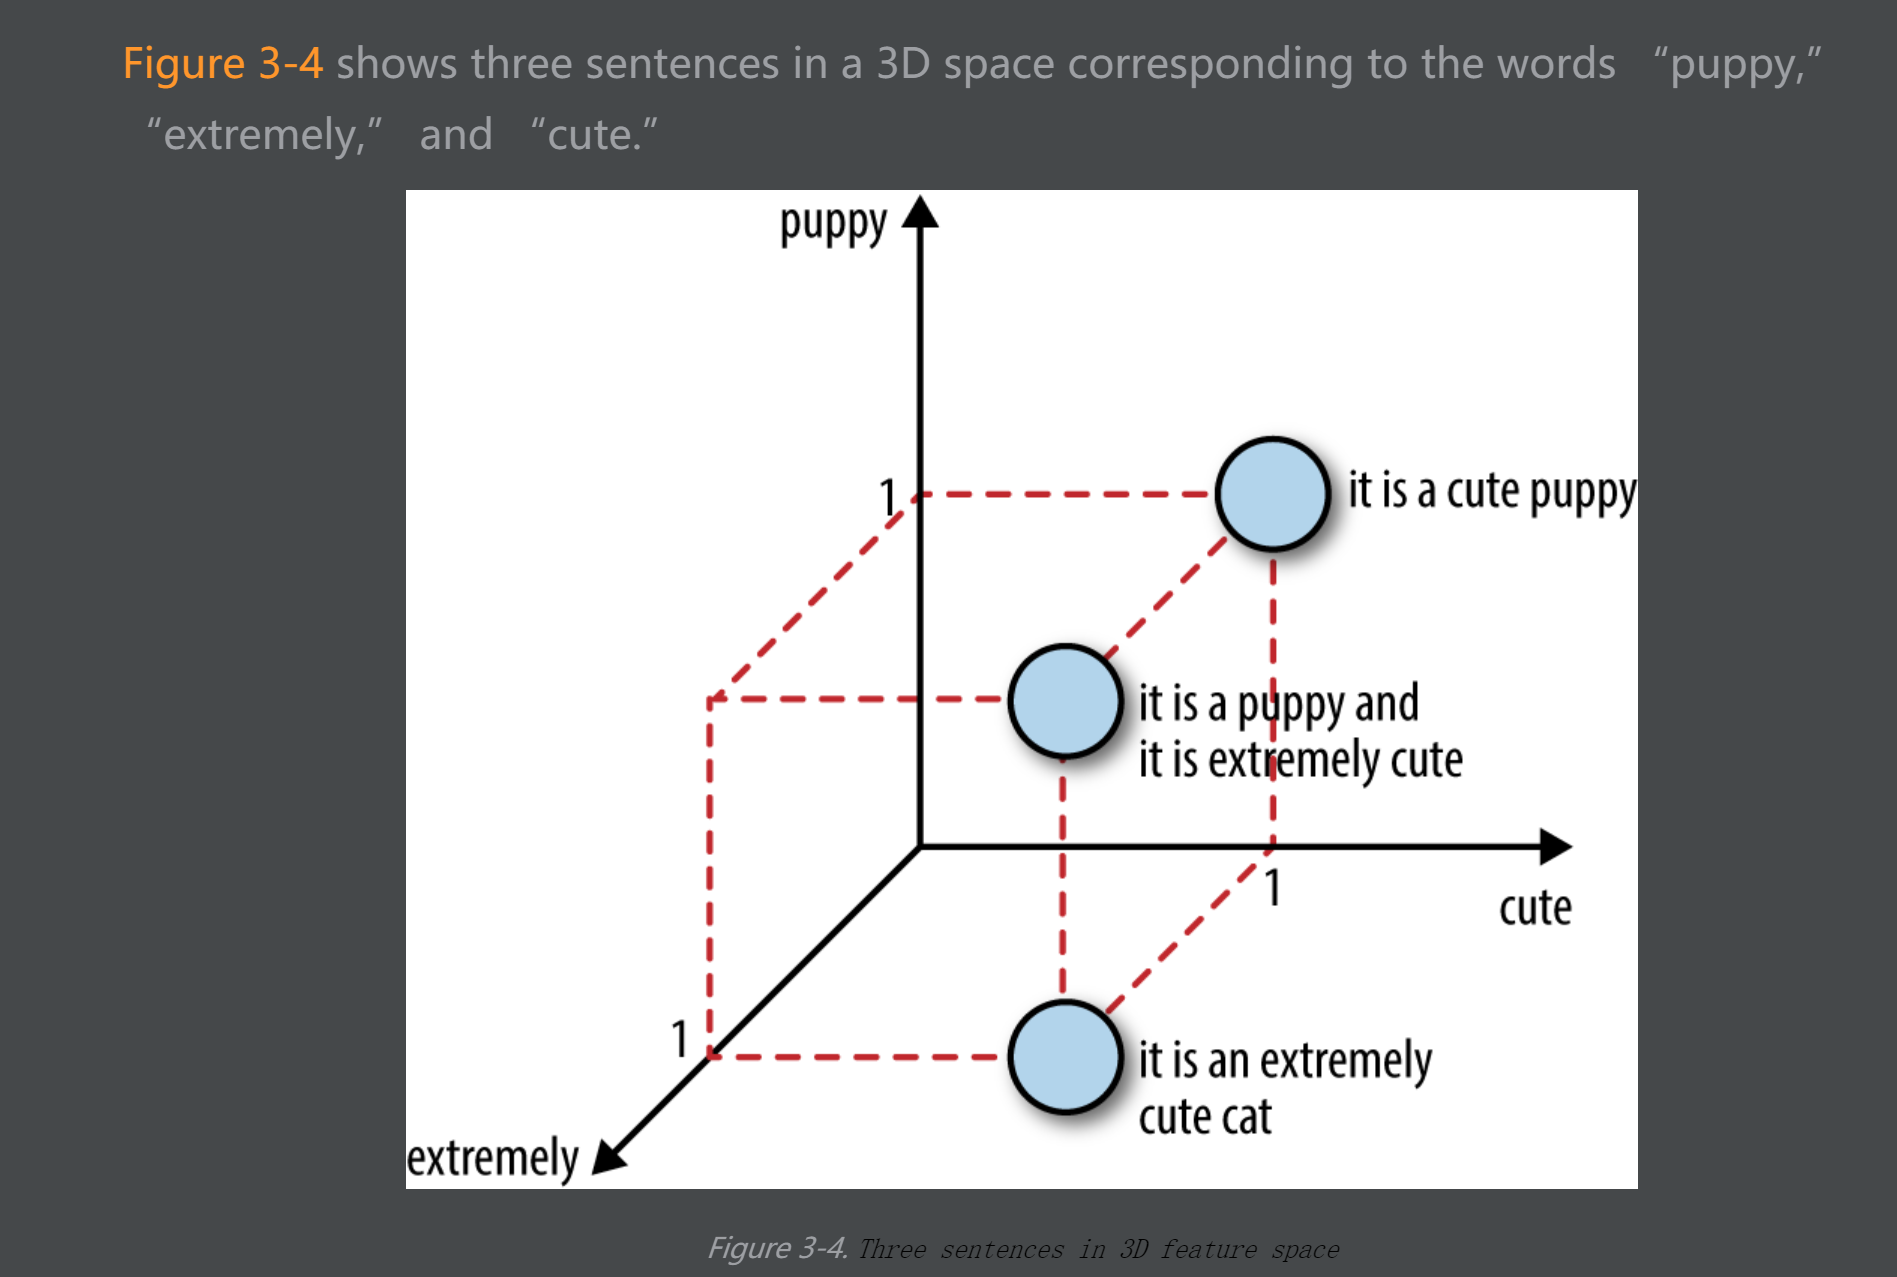 Figure 3-4 shows three sentences in a 3D space corresponding to the words “puppy,”
“extremely,” and “cute.”
puppy
1
it is a cute puppy
it is a puppy and
it is extremely cute
1
cute
1
it is an extremely
cute cat
extremely
Figure 3-4. Three sentences in 3D feature space